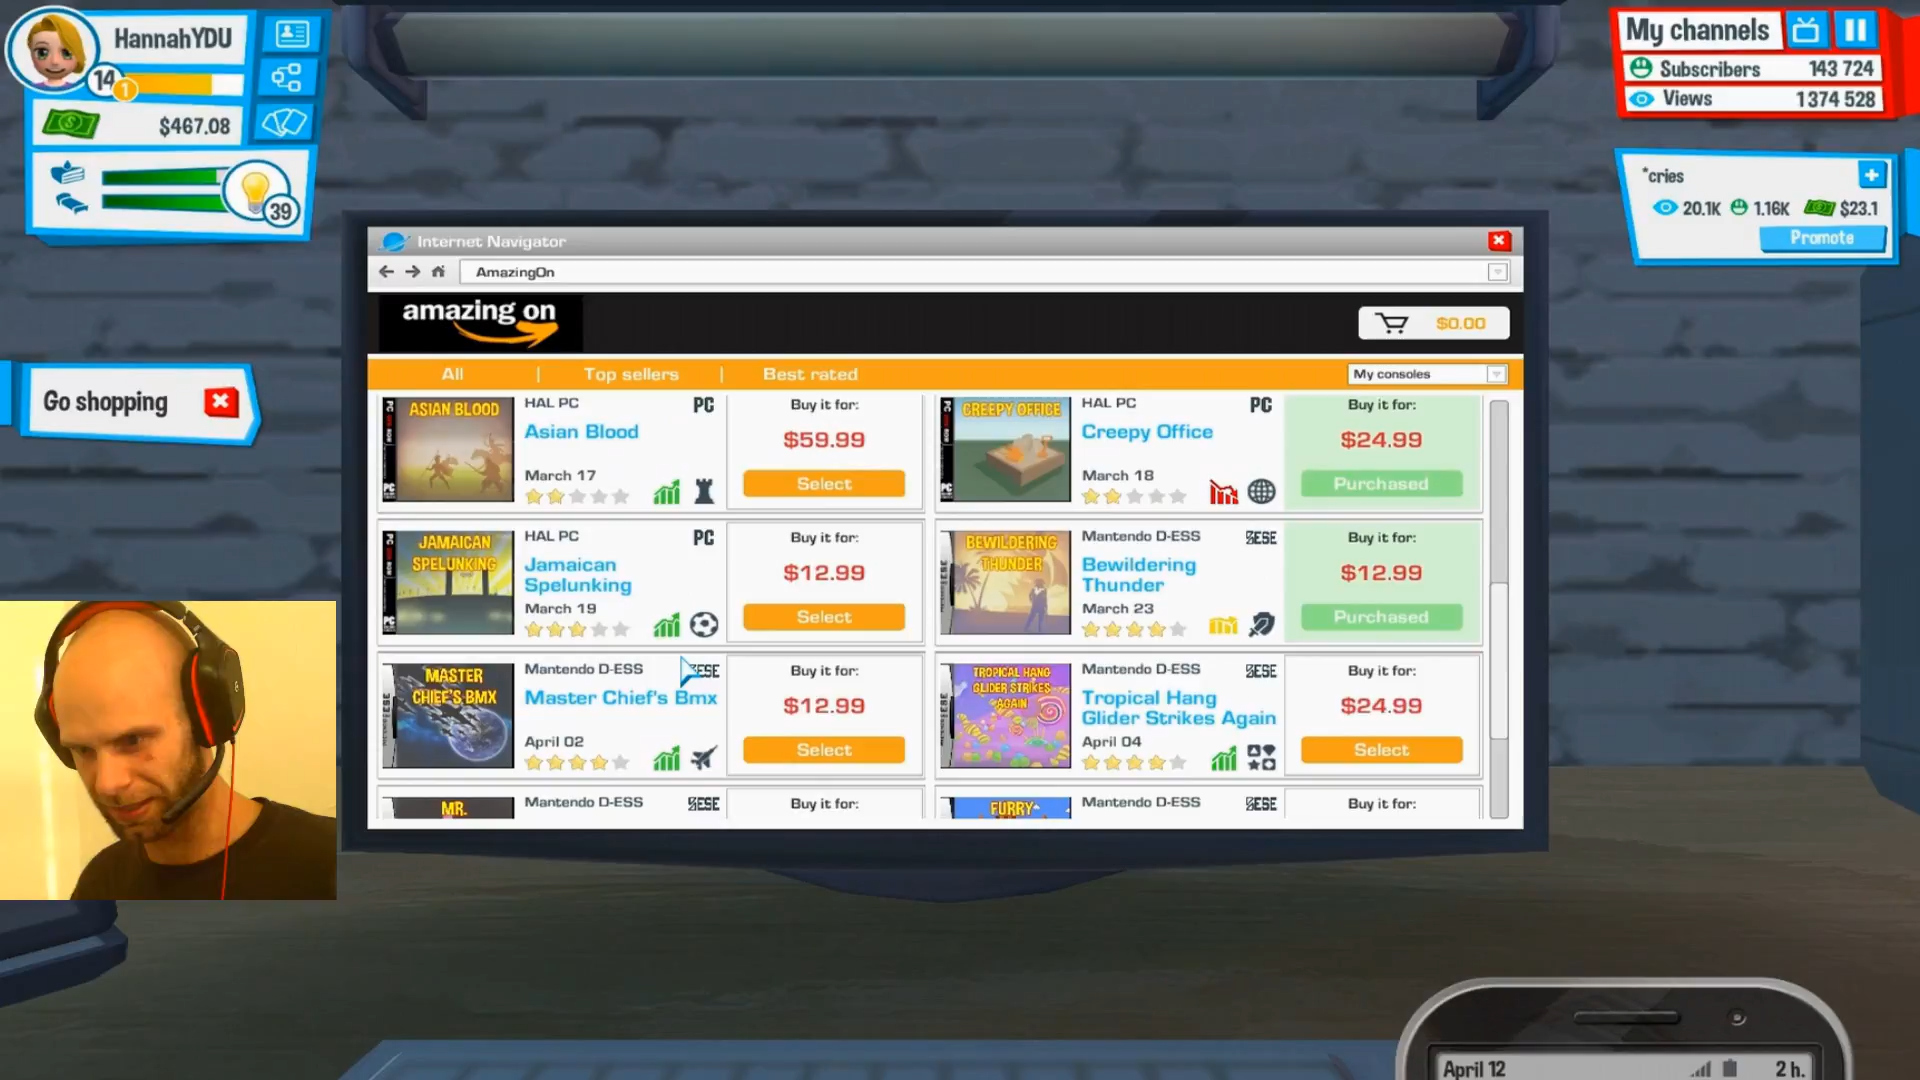 HannahYDU
14
1
$467.08
39
Go shopping
My channels
Subscribers 143 724
Views 1 374 528
*cries
20.1K 1.16K $23.1
Promote
Internet Navigator
AmazingOn
amazing on
$0.00
All | Top sellers | Best rated
My consoles
ASIAN BLOOD
HAL PC PC
Asian Blood
March 17
Buy it for:
$59.99
Select
CREEPY OFFICE
HAL PC PC
Creepy Office
March 18
Buy it for:
$24.99
Purchased
JAMAICAN
SPELUNKING
HAL PC PC
Jamaican
Spelunking
March 19
Buy it for:
$12.99
Select
BEWILDERING
THUNDER
Mantendo D-ESS
Bewildering
Thunder
March 23
Buy it for:
$12.99
Purchased
MASTER
CHIEF'S BMX
Mantendo D-ESS
Master Chief's Bmx
April 02
Buy it for:
$12.99
Select
TROPICAL HANG
GLIDER STRIKES
AGAIN
Mantendo D-ESS
Tropical Hang
Glider Strikes Again
April 04
Buy it for:
$24.99
Select
MR.
Mantendo D-ESS
Buy it for:
FURRY
Mantendo D-ESS
Buy it for:
April 12
2 h.